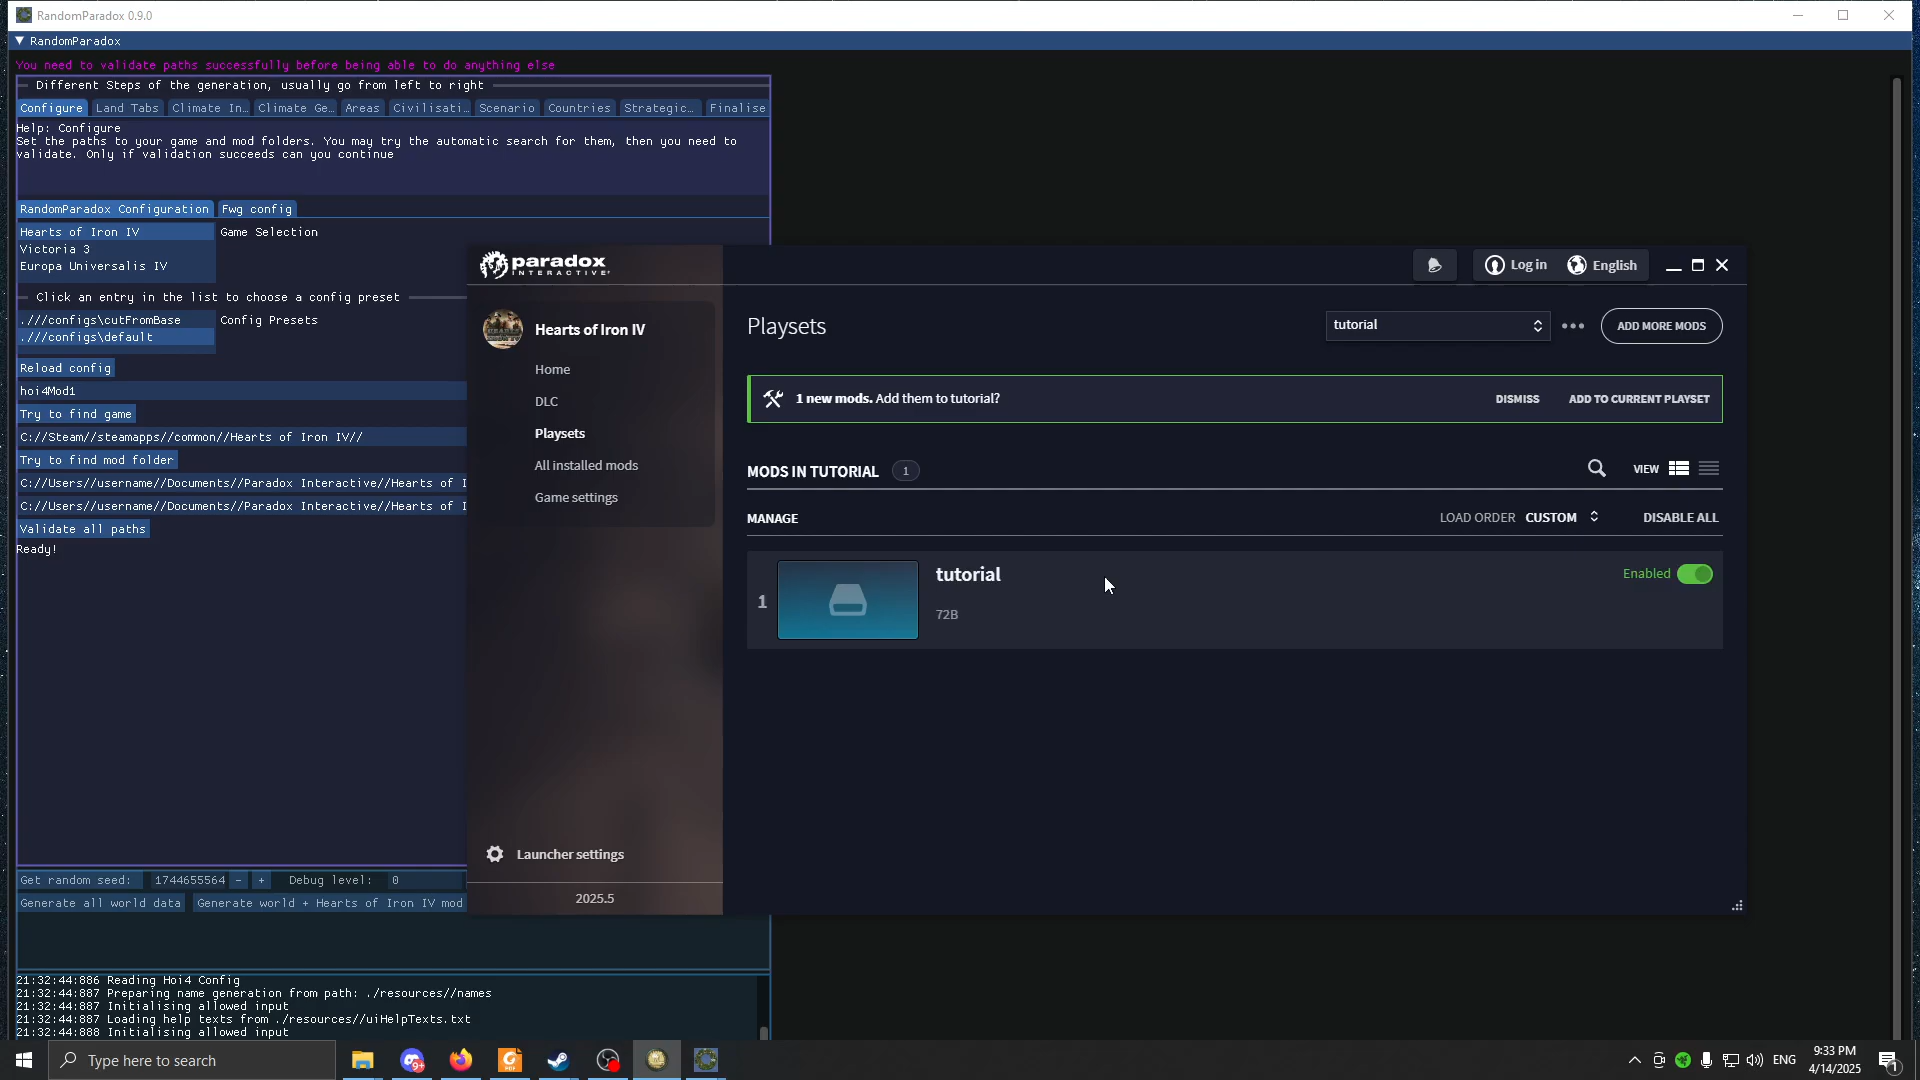 RandomParadox 0.9.0
▼ RandomParadox
You need to validate paths successfully before being able to do anything else
Different Steps of the generation, usually go from left to right
Configure Land Tabs Climate In… Climate Ge… Areas Civilisati… Scenario Countries Strategic… Finalise
Help: Configure
Set the paths to your game and mod folders. You may try the automatic search for them, then you need to
validate. Only if validation succeeds can you continue
RandomParadox Configuration Fwg config
Hearts of Iron IV Game Selection
Victoria 3
Europa Universalis IV
Click an entry in the list to choose a config preset
.///configs\cutFromBase Config Presets
.///configs\default
Reload config
hoi4Mod1
Try to find game
C://Steam//steamapps//common//Hearts of Iron IV//
Try to find mod folder
C://Users//username//Documents//Paradox Interactive//Hearts of I
C://Users//username//Documents//Paradox Interactive//Hearts of I
Validate all paths
Ready!
Get random seed: 1744655564 - + Debug level: 0
Generate all world data Generate world + Hearts of Iron IV mod
21:32:44:886 Reading Hoi4 Config
21:32:44:887 Preparing name generation from path: ./resources//names
21:32:44:887 Initialising allowed input
21:32:44:887 Loading help texts from ./resources//uiHelpTexts.txt
21:32:44:888 Initialising allowed input
paradox
INTERACTIVE
Log in English
Hearts of Iron IV
Home
DLC
Playsets
All installed mods
Game settings
Launcher settings
2025.5
Playsets
tutorial
ADD MORE MODS
1 new mods. Add them to tutorial?
DISMISS ADD TO CURRENT PLAYSET
MODS IN TUTORIAL 1
VIEW
MANAGE
LOAD ORDER CUSTOM DISABLE ALL
1
tutorial
72B
Enabled
Type here to search
9+
ENG
9:33 PM
4/14/2025
1